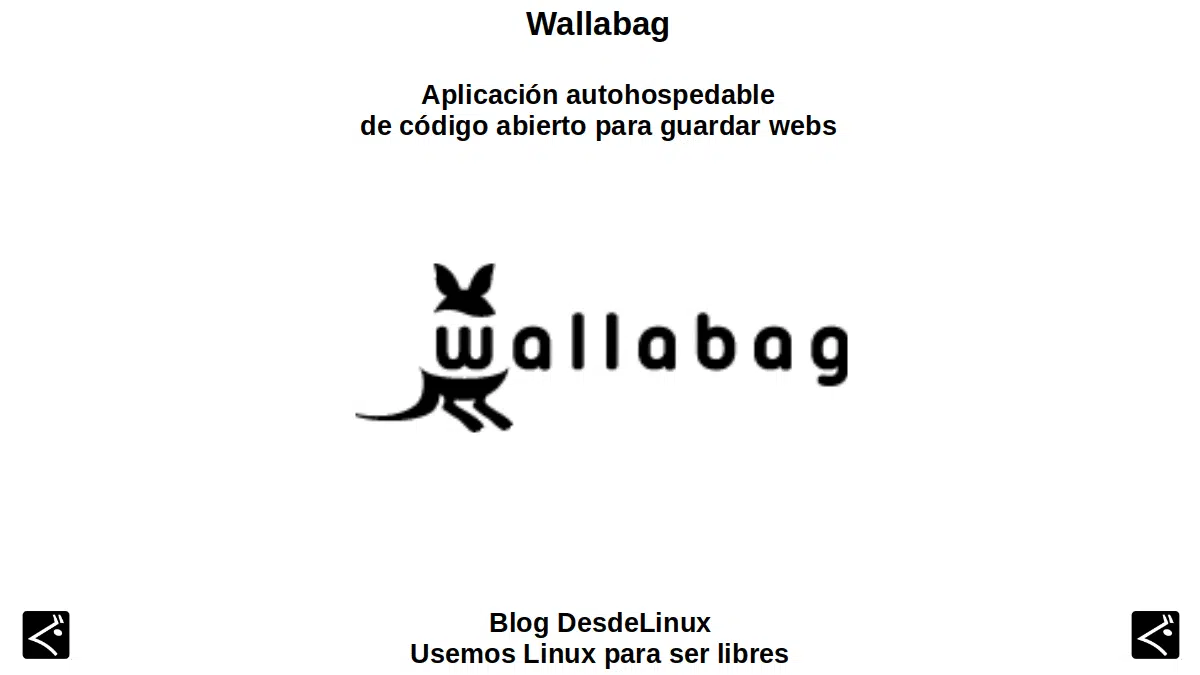 Wallabag
Aplicación autohospedable
de código abierto para guardar webs
wallabag
Blog DesdeLinux
Usemos Linux para ser libres